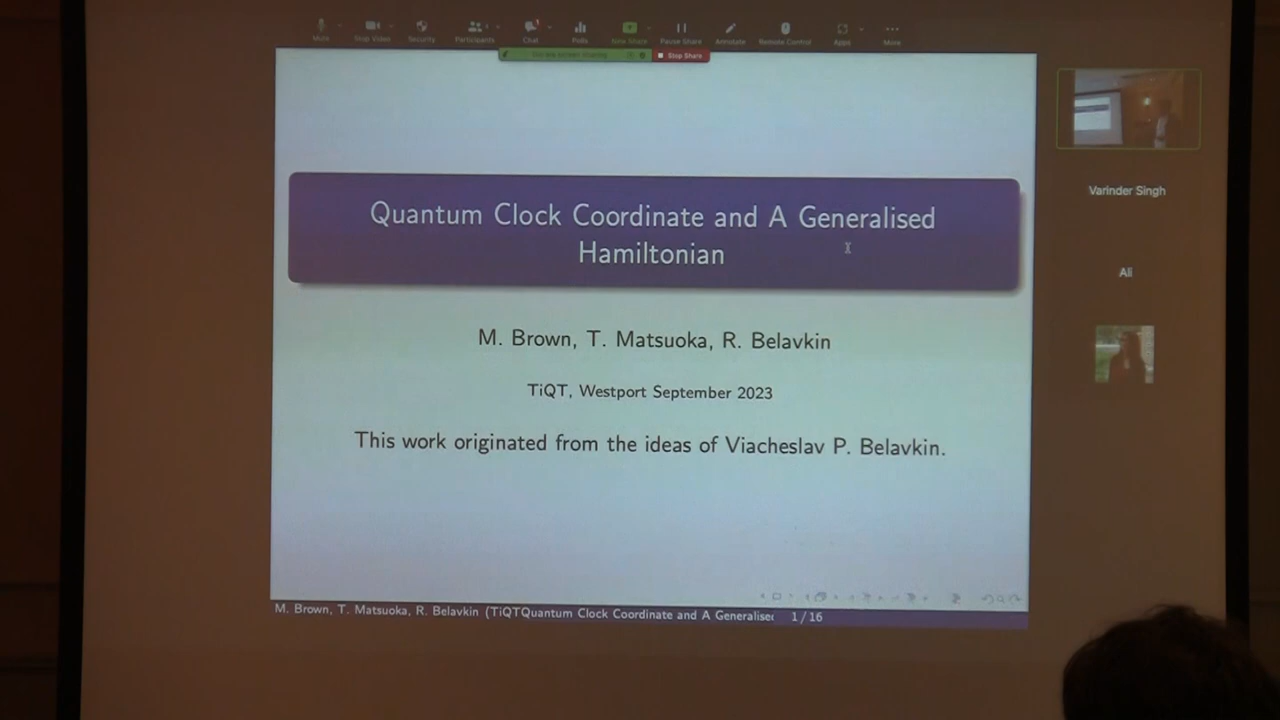 Mute
Stop Video
Security
Participants
Chat
Polls
New Share
Pause Share
Annotate
Remote Control
Apps
More
Stop Share
Quantum Clock Coordinate and A Generalised
Hamiltonian
M. Brown, T. Matsuoka, R. Belavkin
TiQT, Westport September 2023
This work originated from the ideas of Viacheslav P. Belavkin.
M. Brown, T. Matsuoka, R. Belavkin (TiQTQuantum Clock Coordinate and A Generalised
1 / 16
Varinder Singh
Ali